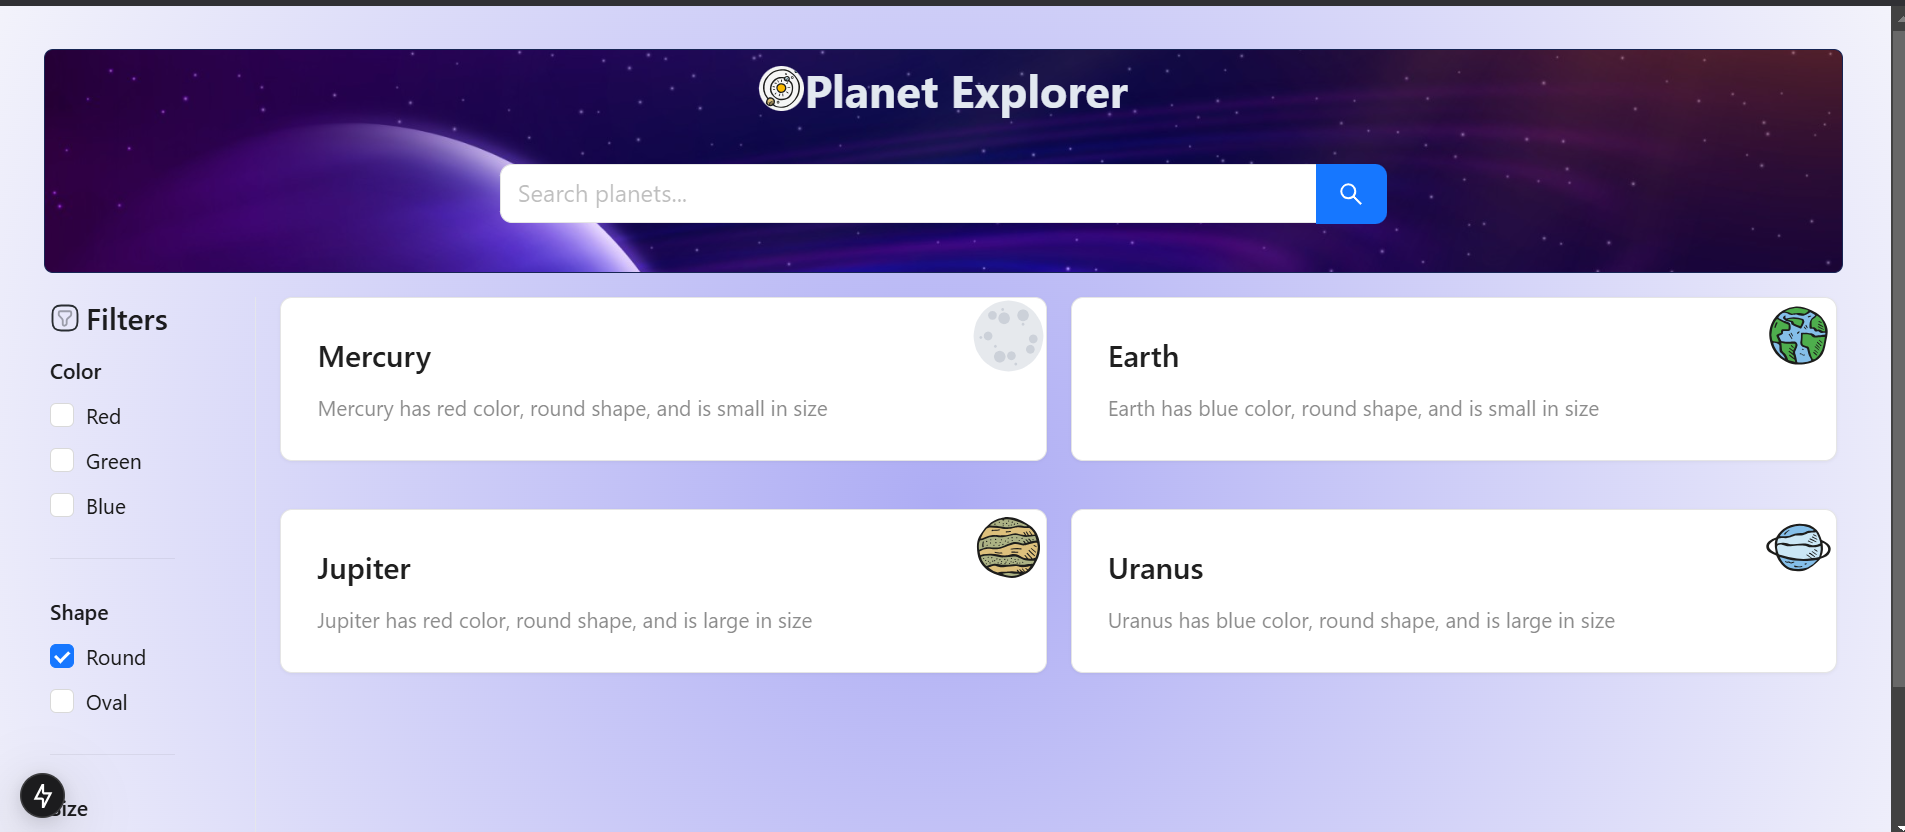 Planet Explorer
Search planets...
Filters
Color
Red
Green
Blue
Shape
Round
Oval
Size
Mercury
Mercury has red color, round shape, and is small in size
Earth
Earth has blue color, round shape, and is small in size
Jupiter
Jupiter has red color, round shape, and is large in size
Uranus
Uranus has blue color, round shape, and is large in size